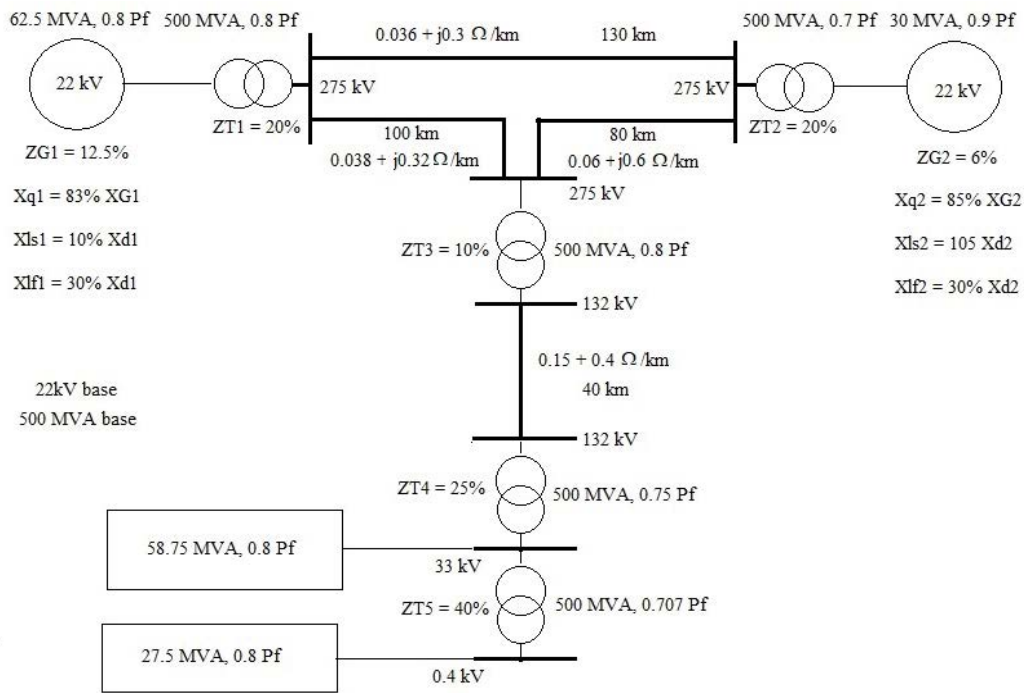 62.5 MVA, 0.8 Pf
500 MVA, 0.8 Pf
0.036 + j0.3 Ω /km
130 km
500 MVA, 0.7 Pf
30 MVA, 0.9 Pf
22 kV
275 kV
275 kV
22 kV
ZT1 = 20%
100 km
80 km
ZT2 = 20%
ZG1 = 12.5%
0.038 + j0.32 Ω/km
0.06 +j0.6 Ω/km
ZG2 = 6%
275 kV
Xq1 = 83% XG1
Xq2 = 85% XG2
Xls1 = 10% Xd1
ZT3 = 10%
500 MVA, 0.8 Pf
Xls2 = 105 Xd2
Xlf1 = 30% Xd1
Xlf2 = 30% Xd2
132 kV
0.15 + 0.4 Ω /km
40 km
22kV base
500 MVA base
132 kV
ZT4 = 25%
500 MVA, 0.75 Pf
58.75 MVA, 0.8 Pf
33 kV
ZT5 = 40%
500 MVA, 0.707 Pf
27.5 MVA, 0.8 Pf
0.4 kV